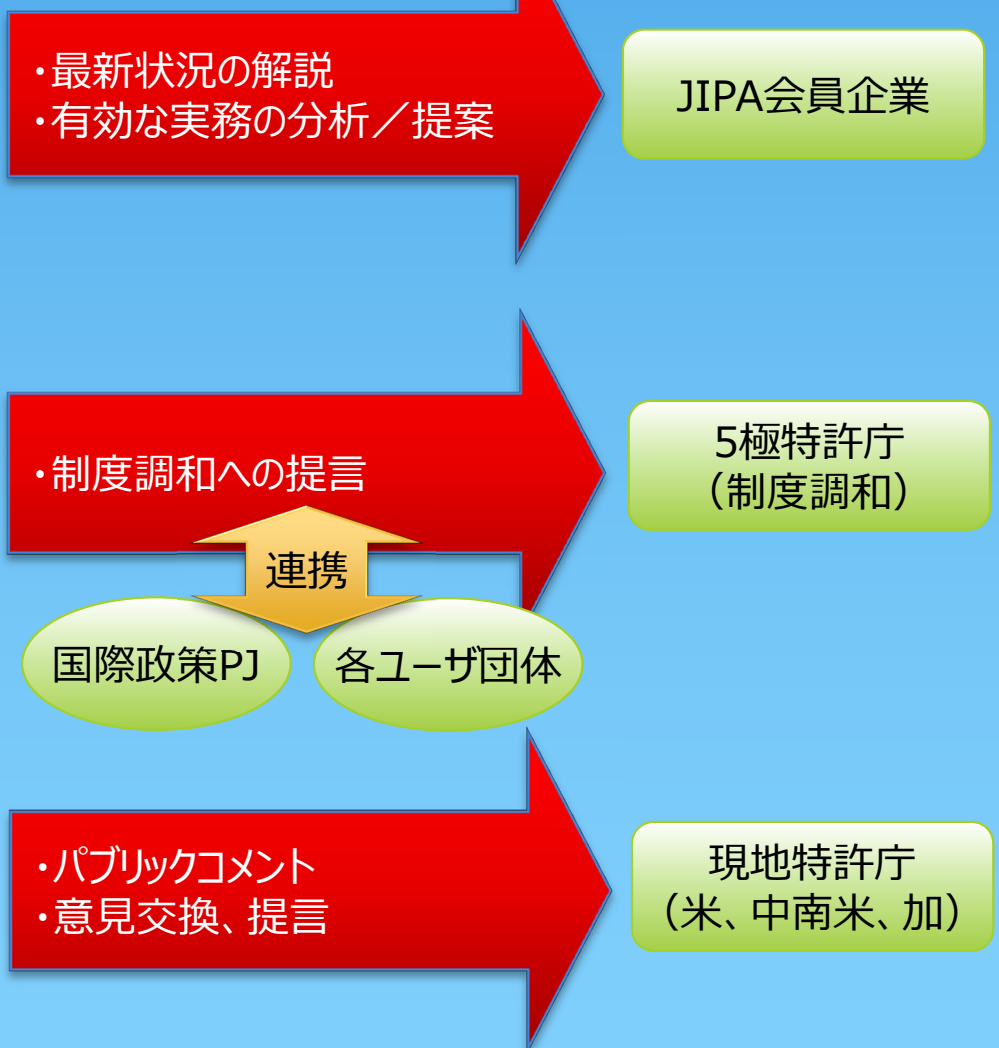 ・最新状況の解説
・有効な実務の分析／提案
JIPA会員企業
・制度調和への提言
5極特許庁
（制度調和）
連携
国際政策PJ
各ユーザ団体
・パブリックコメント
・意見交換、提言
現地特許庁
（米、中南米、加）